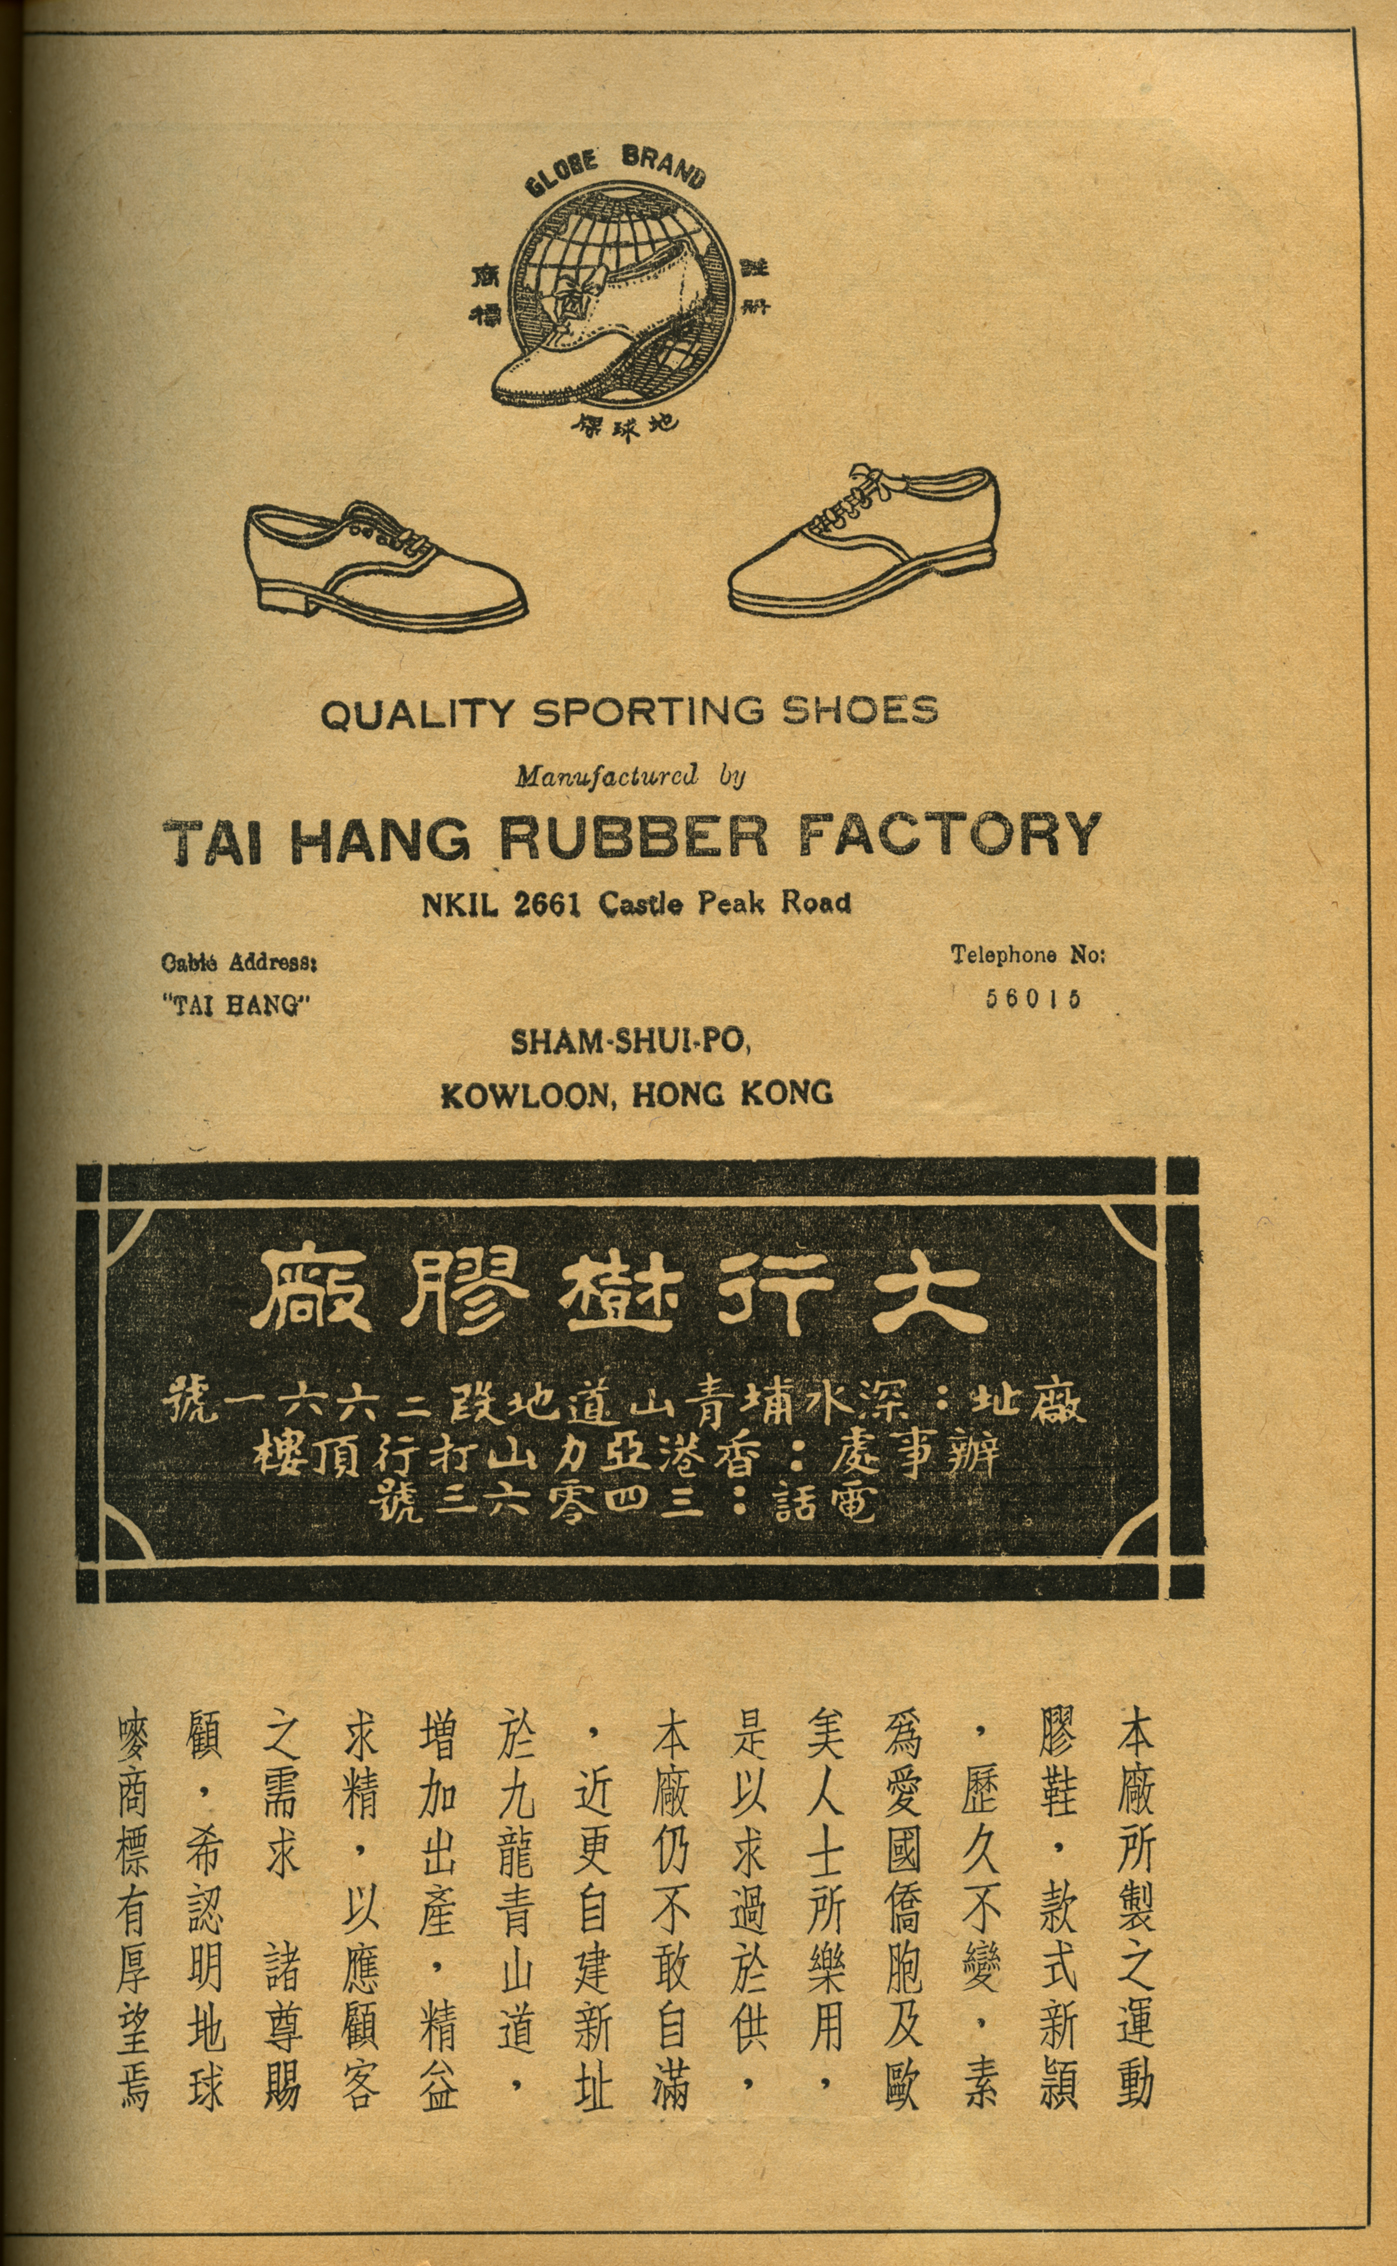 GLOBE BRAND
註冊
商標
地球嘜
QUALITY SPORTING SHOES
Manufactured by
TAI HANG RUBBER FACTORY
NKIL 2661 Castle Peak Road
Cable Address:
"TAI HANG"
Telephone No:
56015
SHAM-SHUI-PO,
KOWLOON, HONG KONG
大行樹膠廠
廠址：深水埔青山道地段二六六一號
辦事處：香港亞力山打行頂樓
電話：三四零六三號
本廠所製之運動
膠鞋，款式新頴
，歷久不變，素
爲愛國僑胞及歐
美人士所樂用，
是以求過於供，
本廠仍不敢自滿
，近更自建新址
於九龍青山道，
增加出產，精益
求精，以應顧客
之需求　諸尊賜
顧，希認明地球
嘜商標有厚望焉